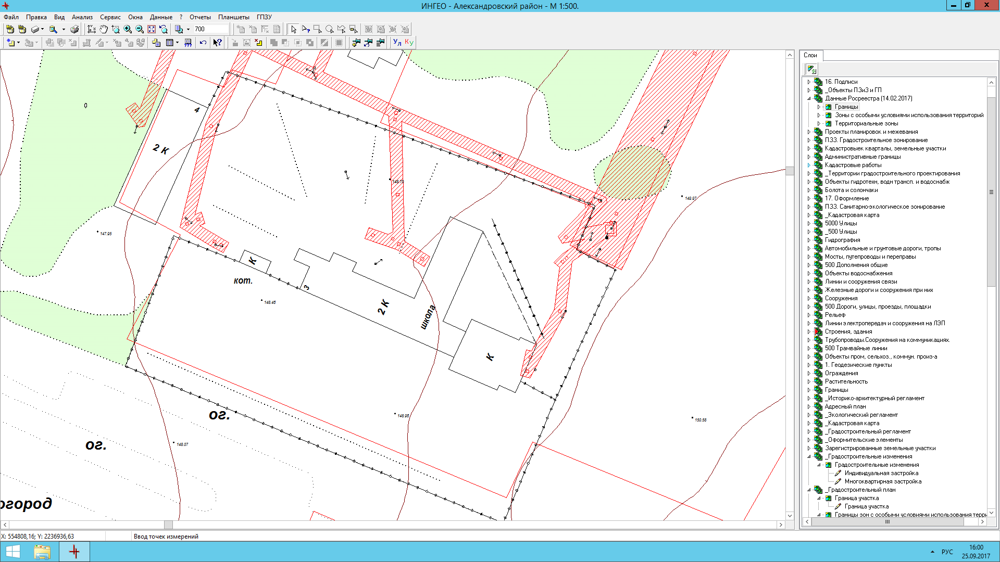 ИНГЕО - Александровский район - М 1:500.
Файл Правка Вид Анализ Сервис Окна Данные ? Отчеты Планшеты ГПЗУ
700
Ул Ку
4
2 К
148.75
149.97
147.95
К
кот.
3
148.46
2 К
школа
К
148.96
150.58
ог.
148.07
ог.
огород
Слои
16. Подписи
_Объекты ПЗиЗ и ГП
Данные Росреестра (14.02.2017)
Границы
Зоны с особыми условиями использования территорий
Территориальные зоны
Проекты планировок и межевания
ПЗЗ. Градостроительное зонирование
Кадастровыек кварталы, земельные участки
Административные границы
Кадастровые работы
_Территории градостроительного проектирования
Объекты гидротехн, водн трансп. и водоснабж
Болота и солончаки
17. Оформление
ПЗЗ. Санитарно-экологическое зонирование
_Кадастровая карта
5000 Улицы
_500 Улицы
Гидрография
Автомобильные и грунтовые дороги, тропы
Мосты, путепроводы и переправы
500 Дополнения общие
Объекты водоснабжения
Линии и сооружения связи
Железные дороги и сооружения при них
Сооружения
500 Дороги, улицы, проезды, площадки
Рельеф
Линии электропередач и сооружения на ЛЭП
Строения, здания
Трубопроводы.Сооружения на коммуникациях.
500 Трамвайные линии
Объекты пром, сельхоз., коммун. произ-а
1. Геодезические пункты
Ограждения
Растительность
Границы
_Историко-архитектурный регламент
Адресный план
_Экологический регламент
_Кадастровая карта
_Градостроительный регламент
_Оформительские элементы
Зарегистрированные земельные участки
_Градостроительные изменения
Градостроительные изменения
Индивидуальная застройка
Многоквартирная застройка
_Градостроительный план
Граница участка
Граница участка
Границы зон с особыми условиями использования терри
X: 554808,16; Y: 2236936,63
Ввод точек измерений
РУС
16:00
25.09.2017